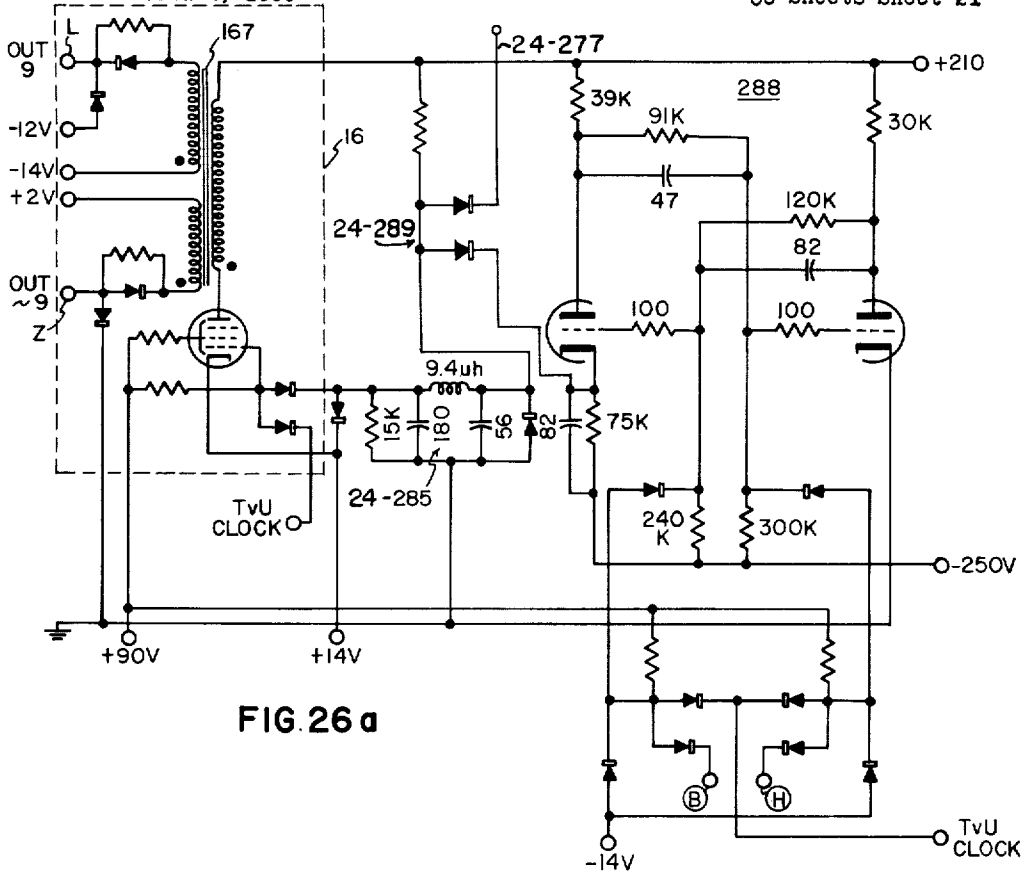 OUT L 167 24-277 +210
9 39K 288
91K 30K
-12V 16
-14V 47 120K
+2V 24-289 82
OUT 100 100
~9
Z 9.4uh
15K 180 56 82 75K
24-285
TvU CLOCK 240 K 300K
-250V
+90V +14V
FIG. 26a
B H
-14V TvU CLOCK